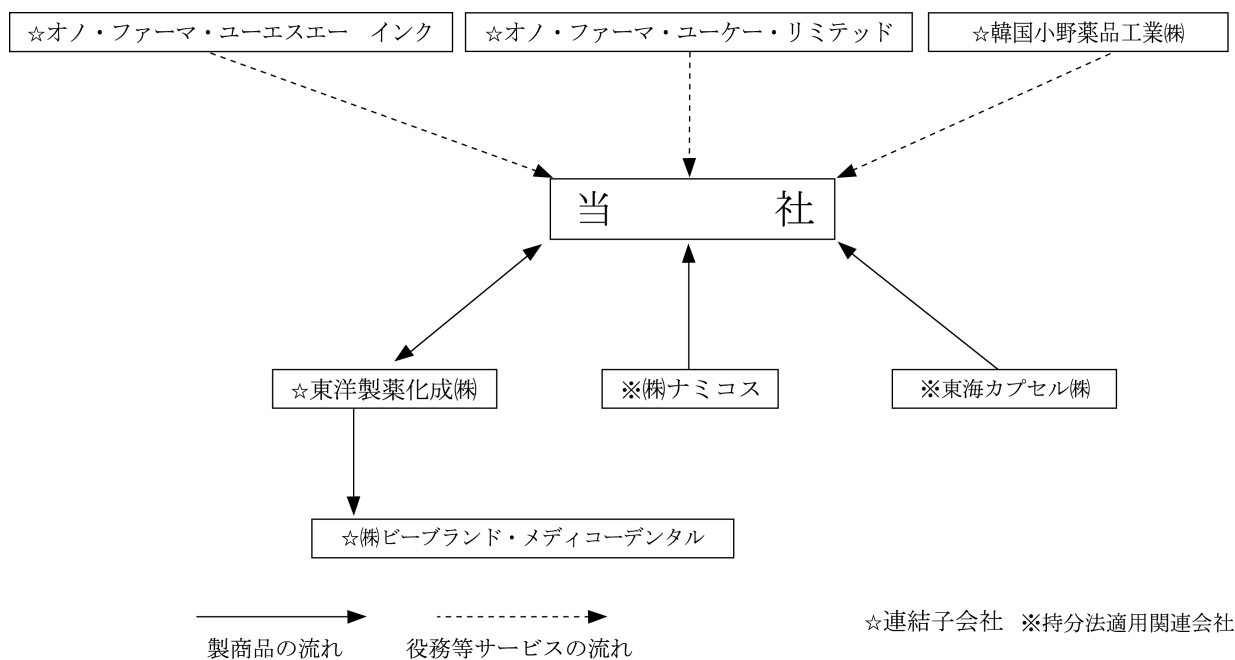 ☆オノ・ファーマ・ユーエスエー　インク
☆オノ・ファーマ・ユーケー・リミテッド
☆韓国小野薬品工業㈱
当　　　社
☆東洋製薬化成㈱
※㈱ナミコス
※東海カプセル㈱
☆㈱ビーブランド・メディコーデンタル
製商品の流れ
役務等サービスの流れ
☆連結子会社
※持分法適用関連会社